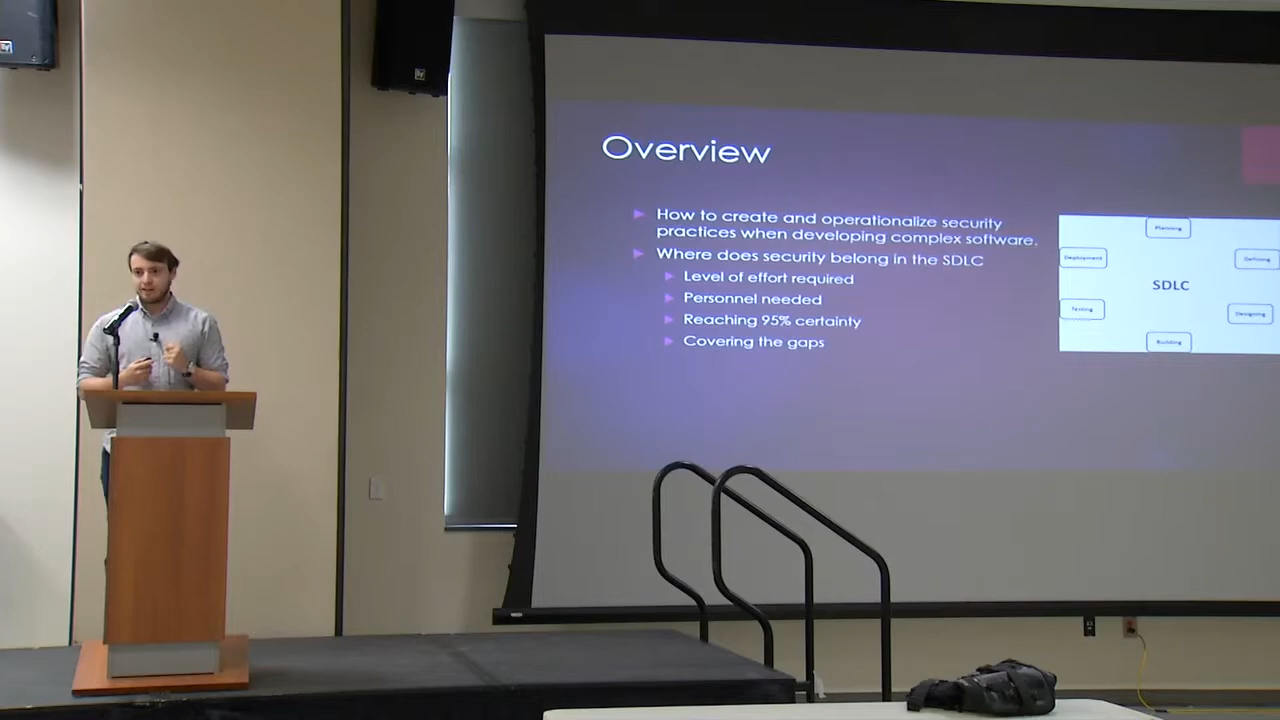 Overview
How to create and operationalize security
practices when developing complex software.
Where does security belong in the SDLC
Level of effort required
Personnel needed
Reaching 95% certainty
Covering the gaps
Planning
Deployment
Defining
SDLC
Testing
Designing
Building